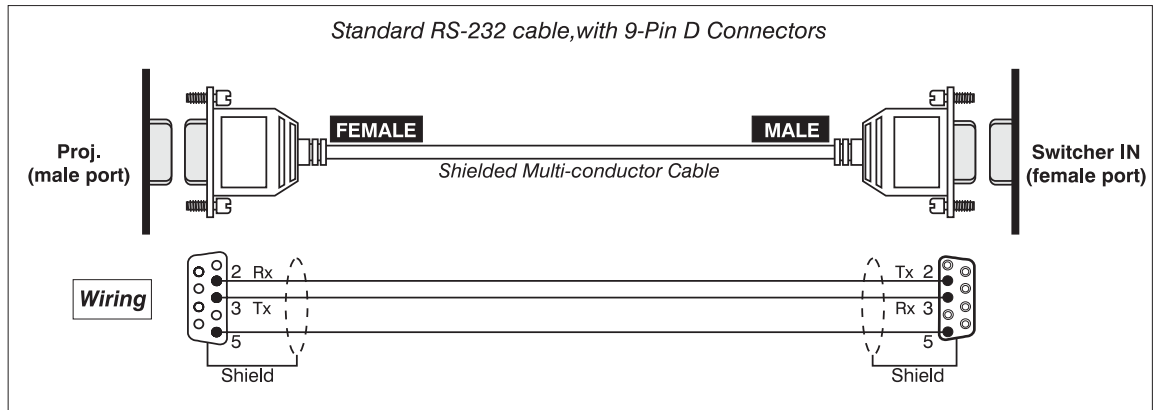 Standard RS-232 cable,with 9-Pin D Connectors
FEMALE
MALE
Proj.
(male port)
Shielded Multi-conductor Cable
Switcher IN
(female port)
Wiring
2 Rx
Tx 2
3 Tx
Rx 3
5
5
Shield
Shield